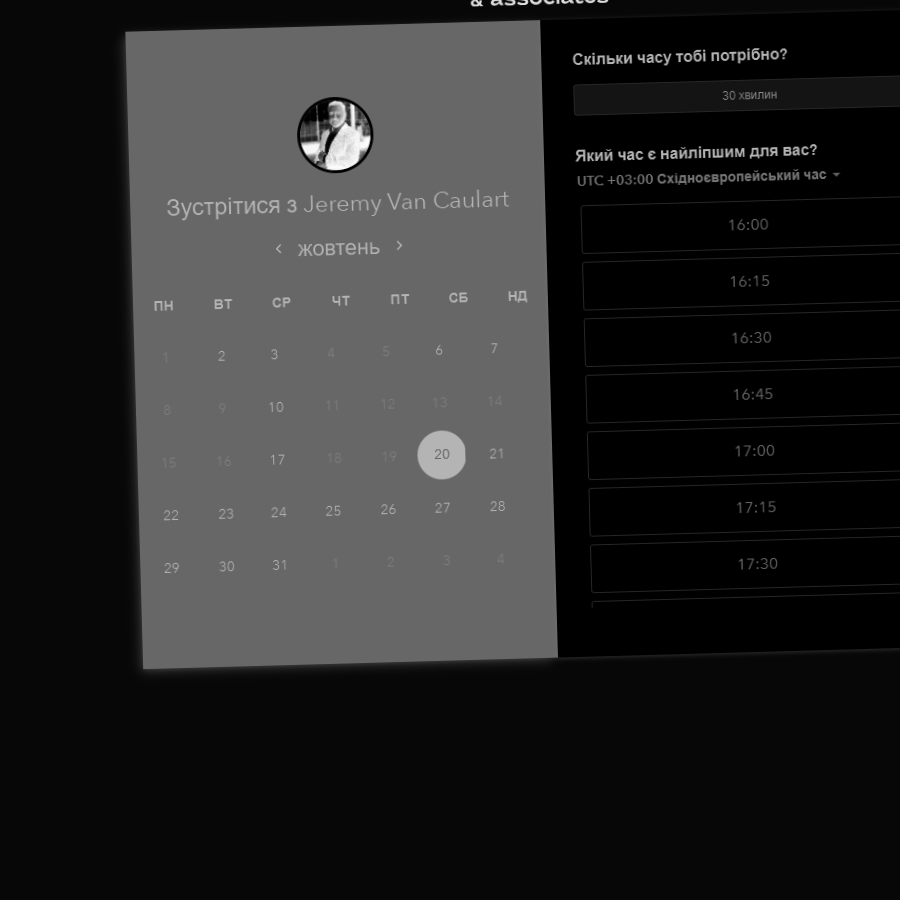 & associates
Зустрітися з Jeremy Van Caulart
жовтень
ПН ВТ СР ЧТ ПТ СБ НД
1 2 3 4 5 6 7
8 9 10 11 12 13 14
15 16 17 18 19 20 21
22 23 24 25 26 27 28
29 30 31 1 2 3 4
Скільки часу тобі потрібно?
30 хвилин
Який час є найліпшим для вас?
UTC +03:00 Східноєвропейський час
16:00
16:15
16:30
16:45
17:00
17:15
17:30